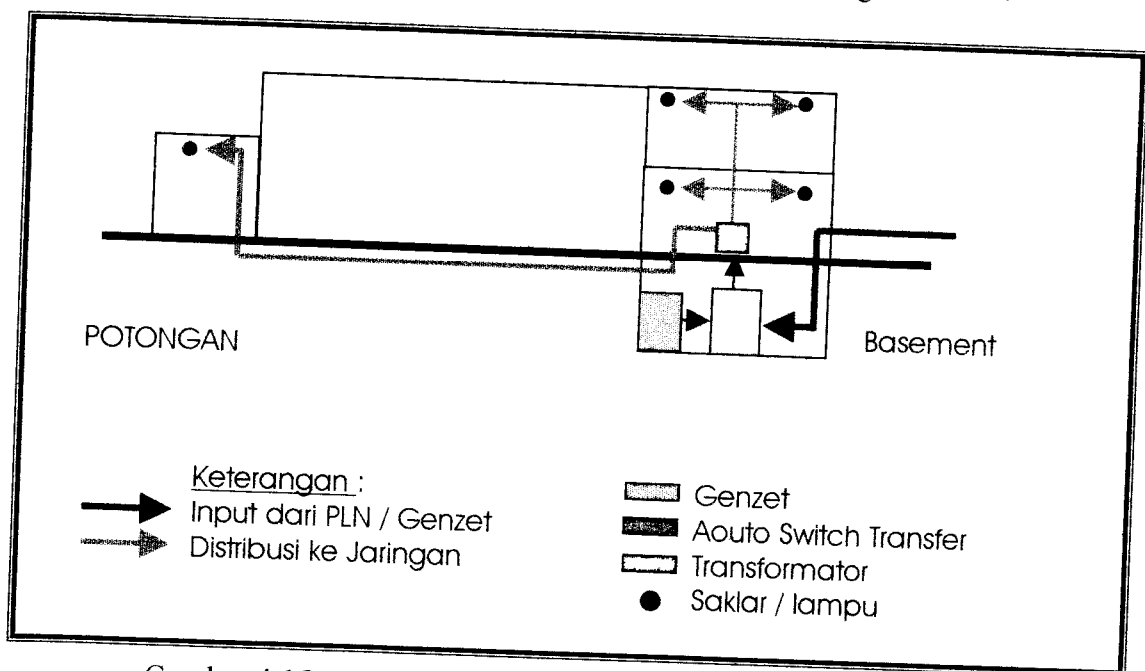 POTONGAN
Basement
Keterangan :
Input dari PLN / Genzet
Distribusi ke Jaringan
Genzet
Aouto Switch Transfer
Transformator
Saklar / lampu